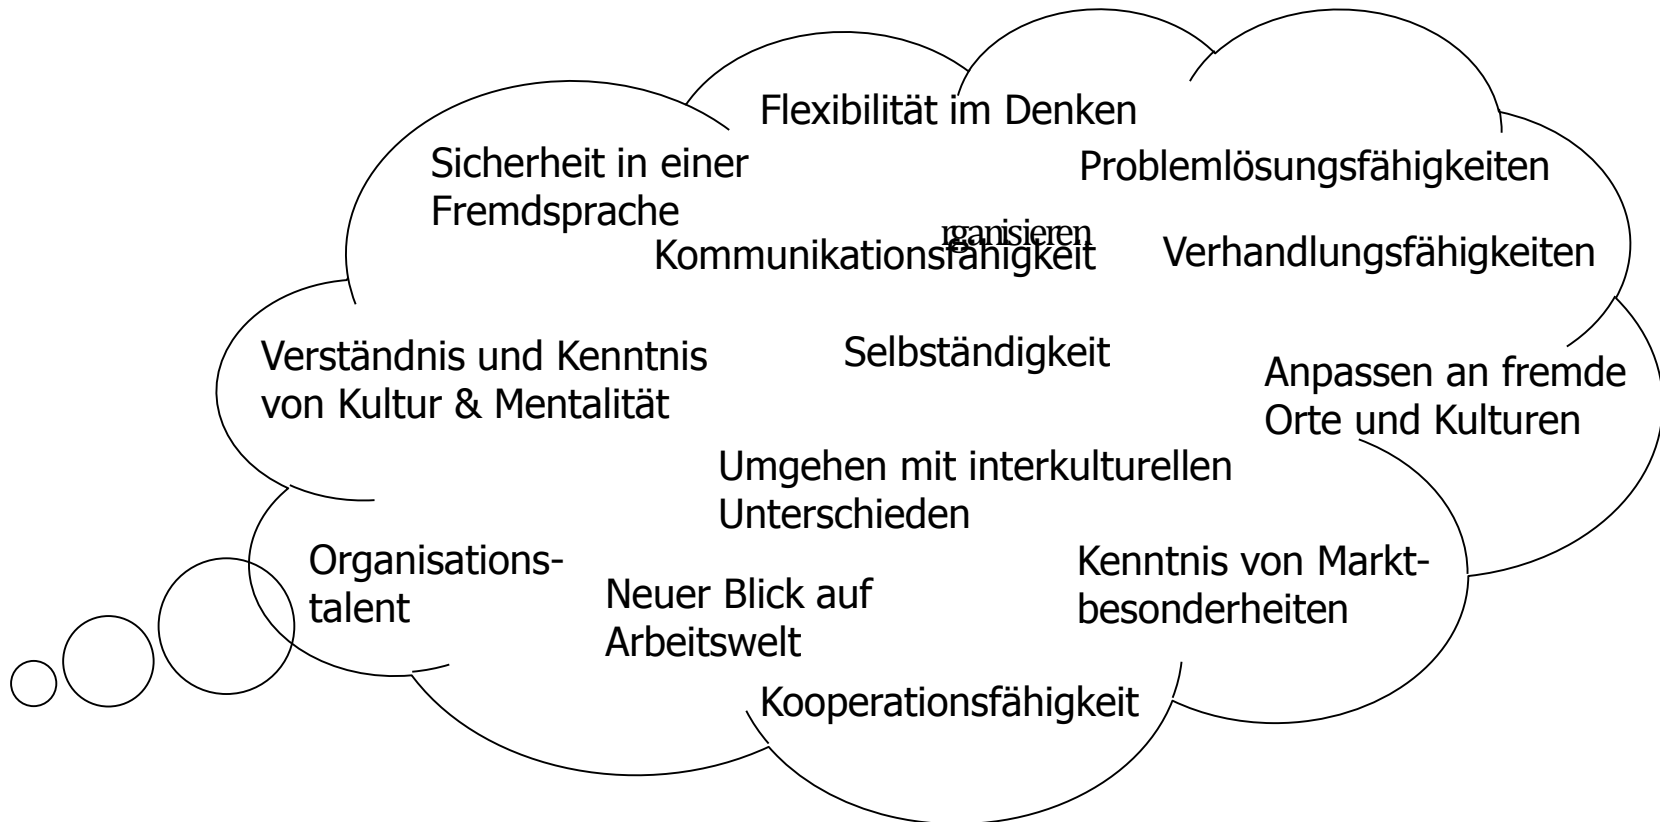 Flexibilität im Denken
Sicherheit in einer
Fremdsprache
Problemlösungsfähigkeiten
rganisieren
Kommunikationsfähigkeit
Verhandlungsfähigkeiten
Verständnis und Kenntnis
von Kultur & Mentalität
Selbständigkeit
Anpassen an fremde
Orte und Kulturen
Umgehen mit interkulturellen
Unterschieden
Organisations-
talent
Neuer Blick auf
Arbeitswelt
Kenntnis von Markt-
besonderheiten
Kooperationsfähigkeit